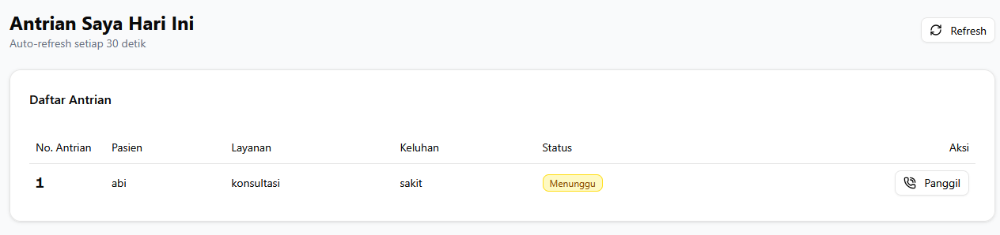 Antrian Saya Hari Ini
Auto-refresh setiap 30 detik
Refresh
Daftar Antrian
No. Antrian Pasien Layanan Keluhan Status Aksi
1 abi konsultasi sakit Menunggu Panggil